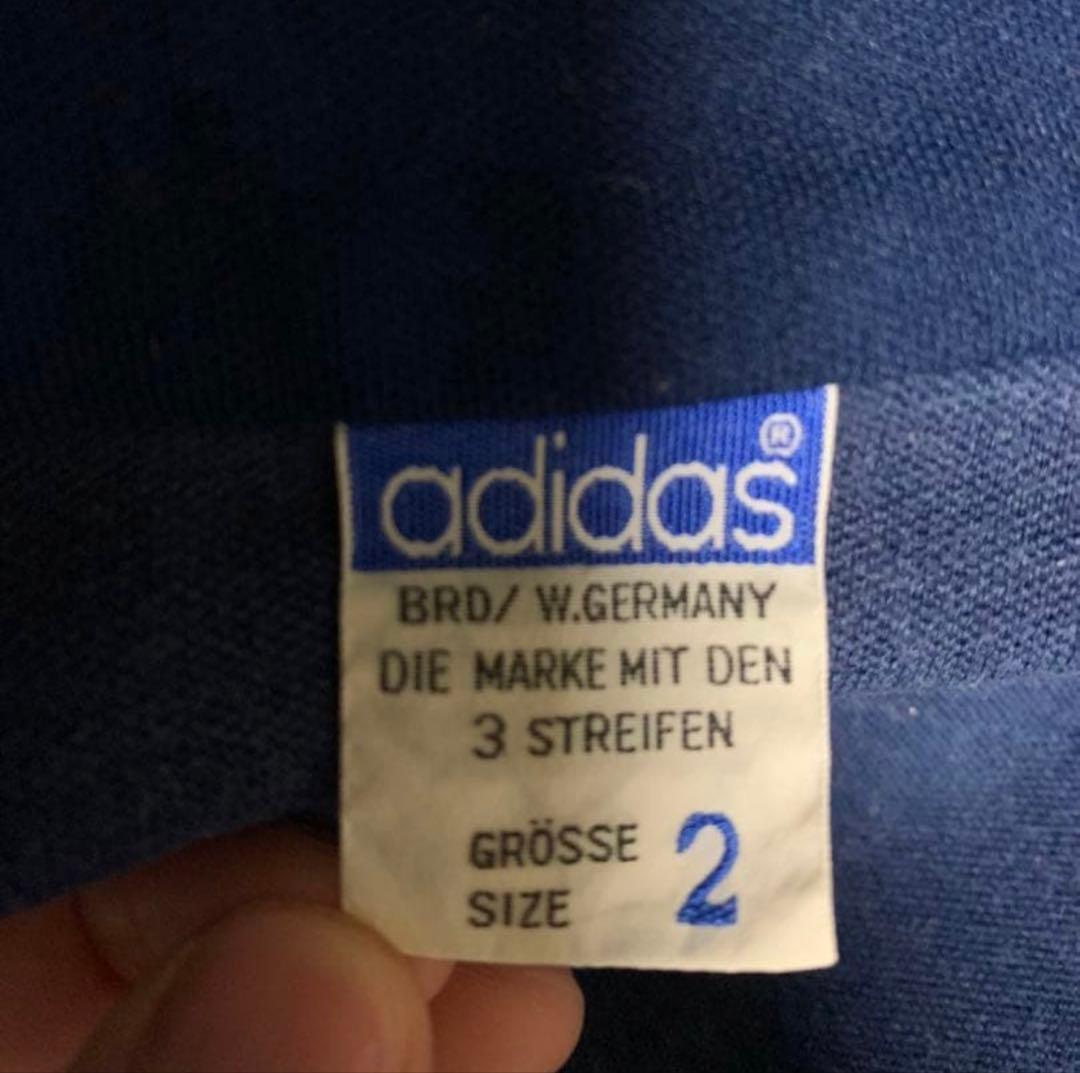 adidas®
BRD/ W.GERMANY
DIE MARKE MIT DEN
3 STREIFEN
GRÖSSE 2
SIZE